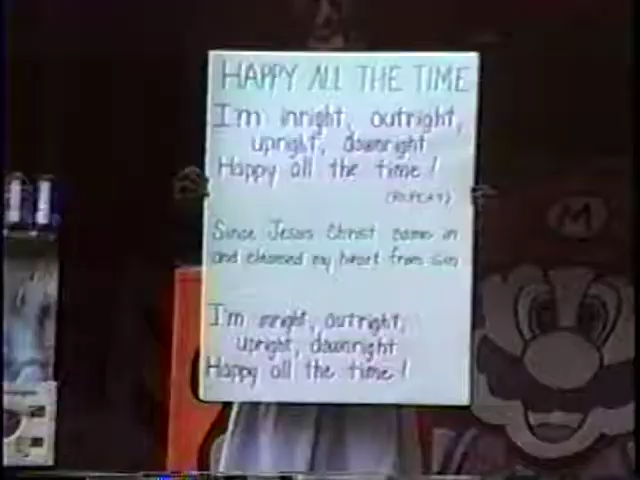 HAPPY ALL THE TIME
I'm inright, outright,
upright, downright
Happy all the time!
(REPEAT)
Since Jesus Christ came in
and cleansed my heart from sin
I'm inright, outright,
upright, downright
Happy all the time!
M